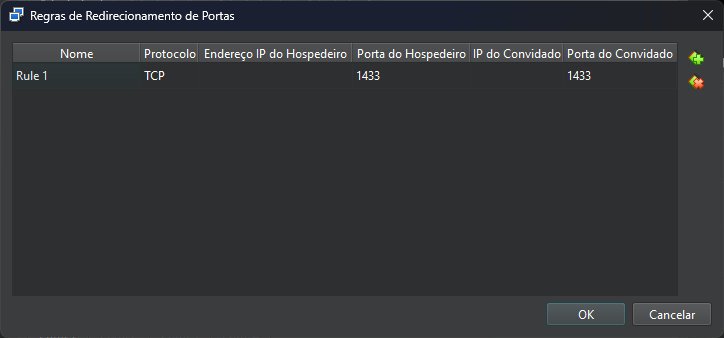 Regras de Redirecionamento de Portas
Nome Protocolo Endereço IP do Hospedeiro Porta do Hospedeiro IP do Convidado Porta do Convidado
Rule 1 TCP 1433 1433
OK Cancelar